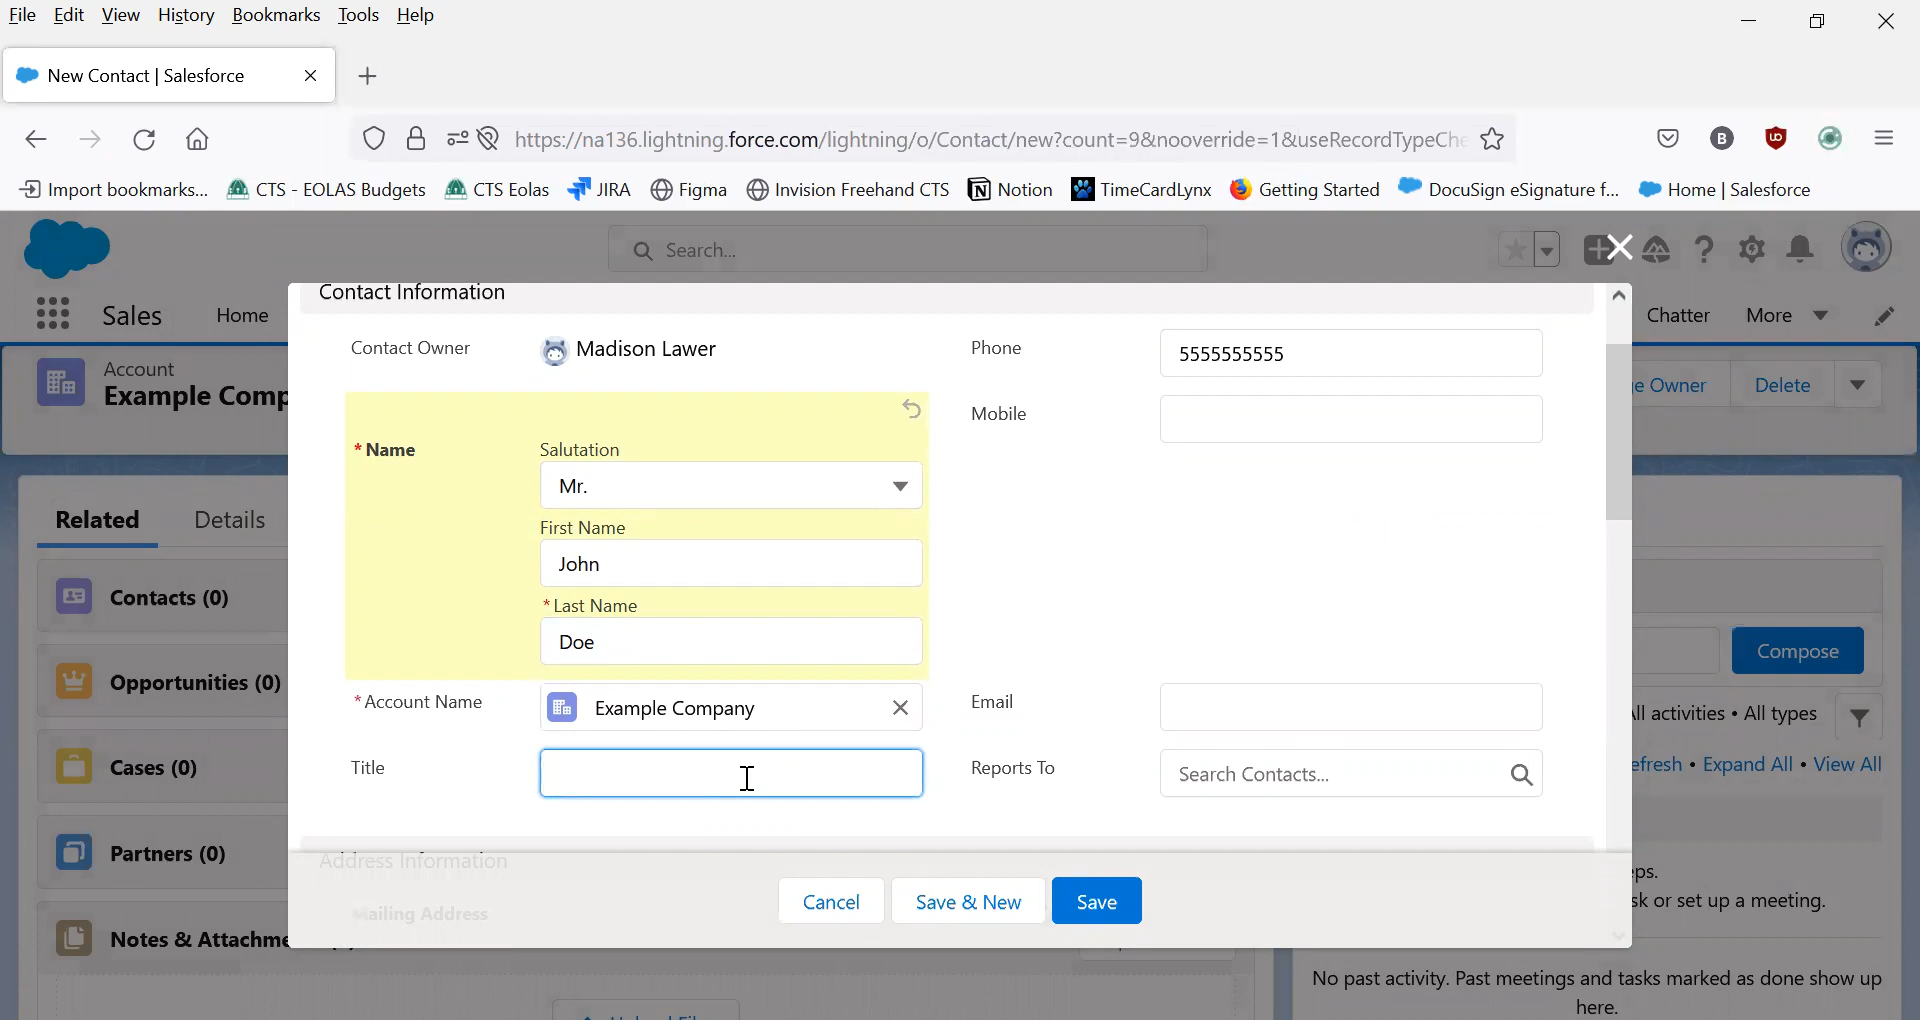 File Edit View History Bookmarks Tools Help
New Contact | Salesforce
https://na136.lightning.force.com/lightning/o/Contact/new?count=9&nooverride=1&useRecordTypeChe
B
Import bookmarks... CTS - EOLAS Budgets CTS Eolas JIRA Figma Invision Freehand CTS Notion TimeCardLynx Getting Started DocuSign eSignature f... Home | Salesforce
Search...
Sales Home Chatter More
Account
Example Comp
e Owner Delete
Related Details
Contacts (0)
Opportunities (0)
Cases (0)
Partners (0)
Notes & Attachme
Contact Information
Contact Owner Madison Lawer
Phone 5555555555
Mobile
* Name
Salutation
Mr.
First Name
John
* Last Name
Doe
* Account Name Example Company
Email
Title
Reports To Search Contacts...
Address Information
Mailing Address
Cancel Save & New Save
Compose
All activities • All types
efresh • Expand All • View All
eps.
sk or set up a meeting.
No past activity. Past meetings and tasks marked as done show up
here.